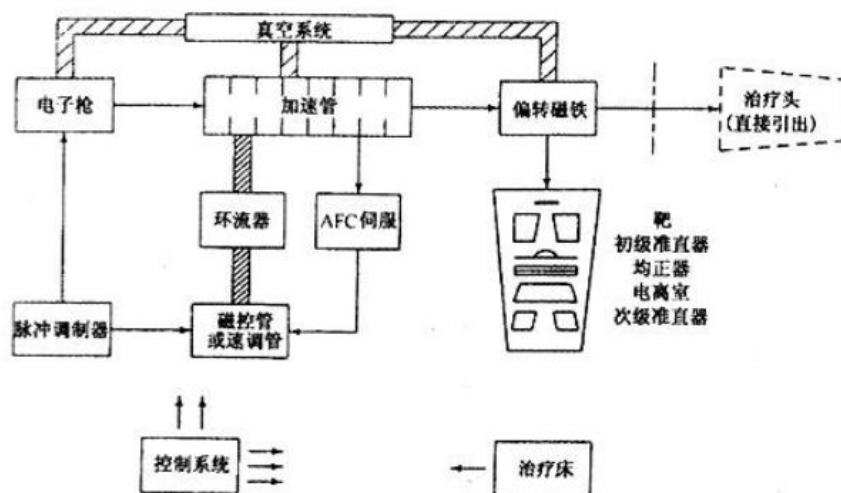 真空系统
电子枪
加速管
偏转磁铁
治疗头
(直接引出)
环流器
AFC伺服
靶
初级准直器
均正器
电离室
次级准直器
脉冲调制器
磁控管
或速调管
控制系统
治疗床